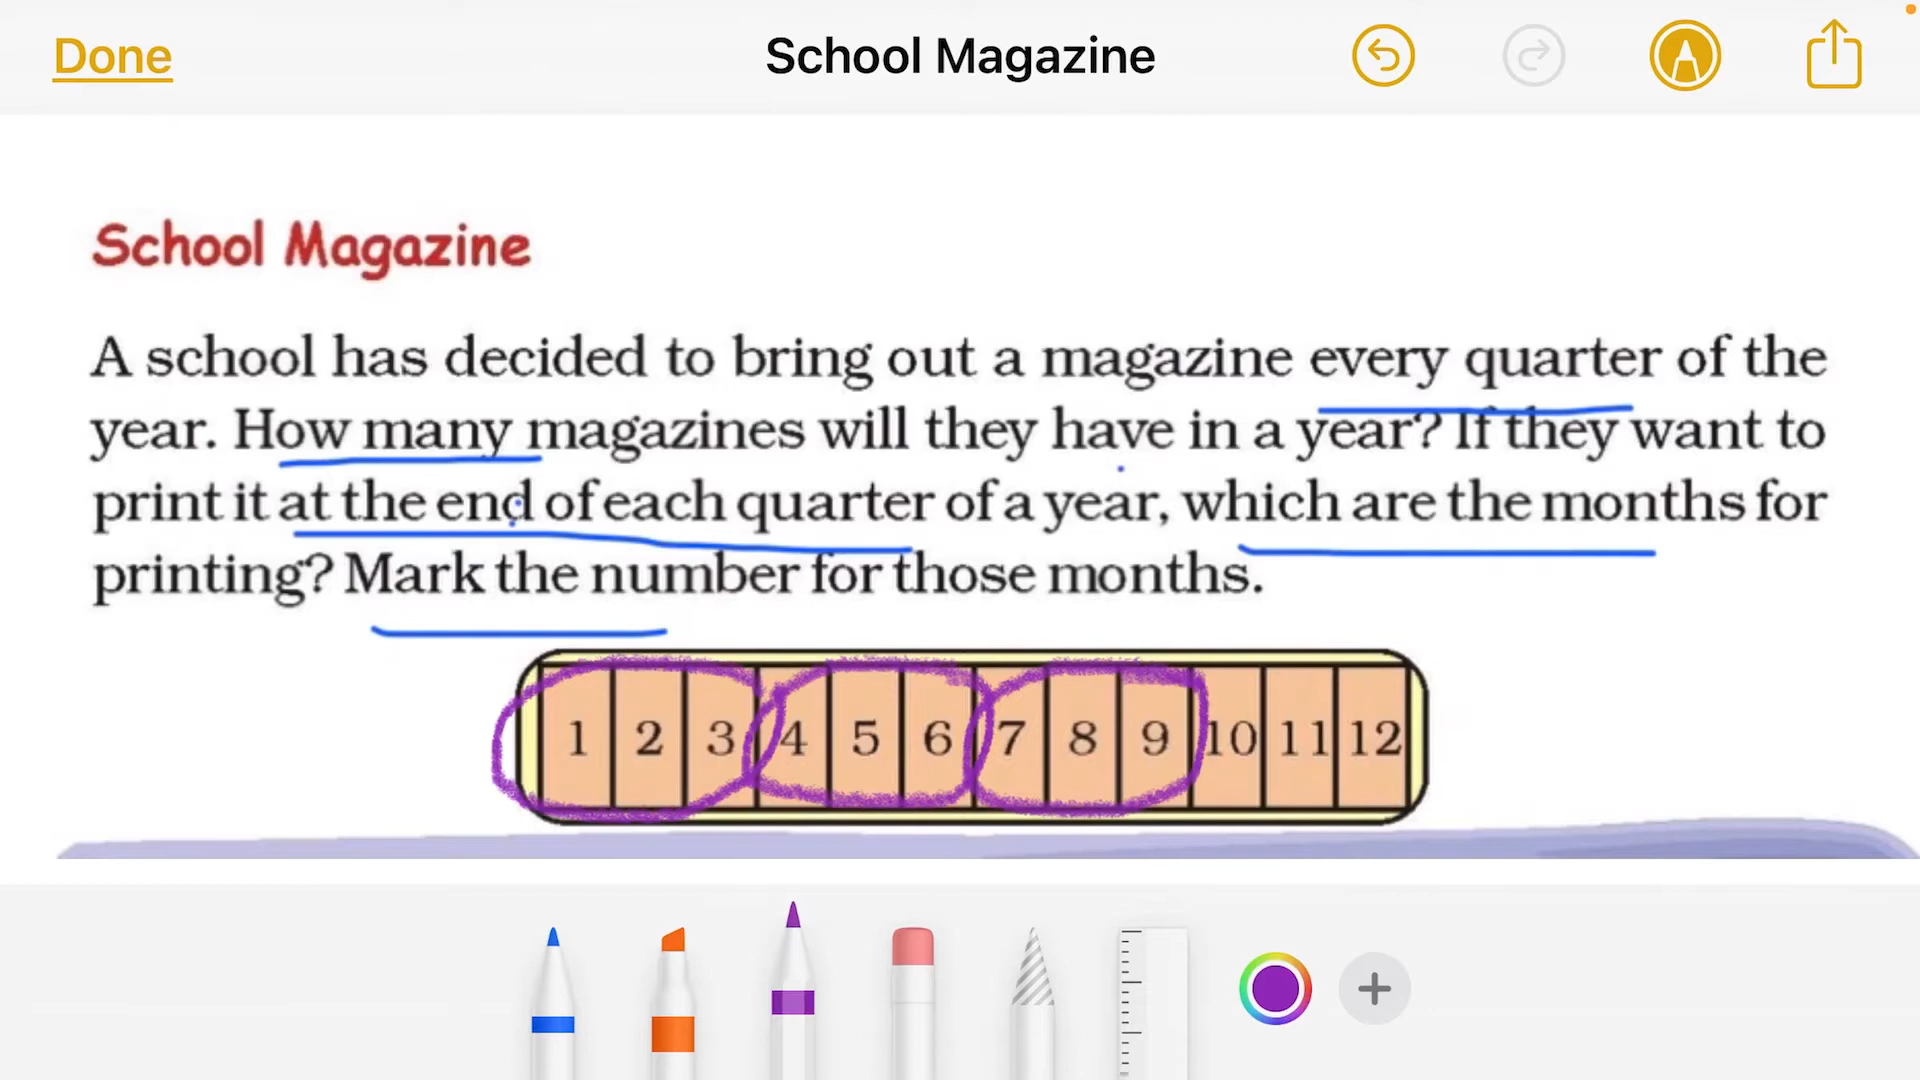 Done
School Magazine
School Magazine
A school has decided to bring out a magazine every quarter of the
year. How many magazines will they have in a year? If they want to
print it at the end of each quarter of a year, which are the months for
printing? Mark the number for those months.
1 2 3 4 5 6 7 8 9 10 11 12